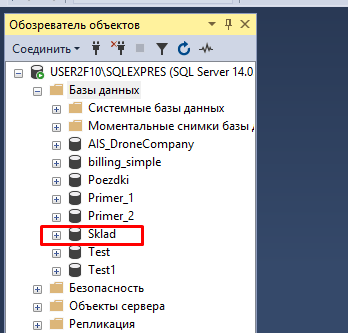 Обозреватель объектов
Соединить
USER2F10\SQLEXPRES (SQL Server 14.0
Базы данных
Системные базы данных
Моментальные снимки базы д
AIS_DroneCompany
billing_simple
Poezdki
Primer_1
Primer_2
Sklad
Test
Test1
Безопасность
Объекты сервера
Репликация